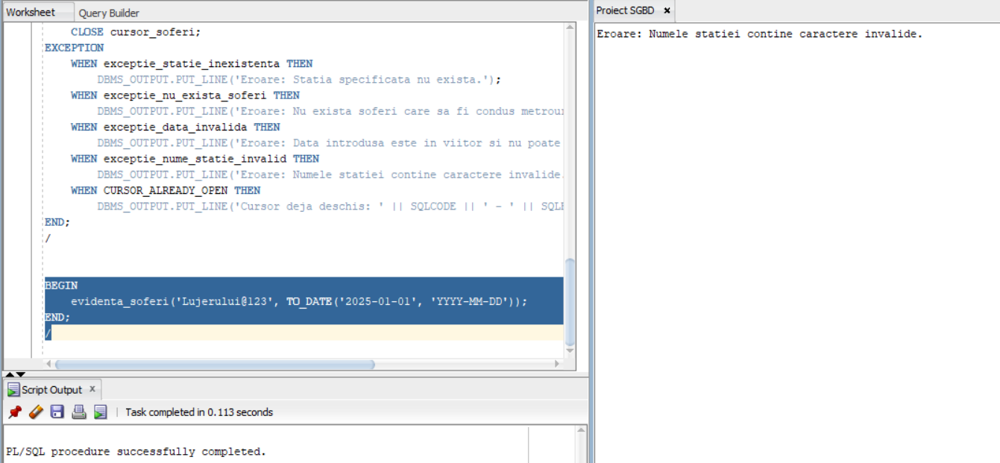 Worksheet Query Builder
CLOSE cursor_soferi;
EXCEPTION
WHEN exceptie_statie_inexistenta THEN
DBMS_OUTPUT.PUT_LINE('Eroare: Statia specificata nu exista.');
WHEN exceptie_nu_exista_soferi THEN
DBMS_OUTPUT.PUT_LINE('Eroare: Nu exista soferi care sa fi condus
WHEN exceptie_data_invalida THEN
DBMS_OUTPUT.PUT_LINE('Eroare: Data introdusa este in viitor si nu poate
WHEN exceptie_nume_statie_invalid THEN
DBMS_OUTPUT.PUT_LINE('Eroare: Numele statiei contine caractere invalide.
WHEN CURSOR_ALREADY_OPEN THEN
DBMS_OUTPUT.PUT_LINE('Cursor deja deschis: ' || SQLCODE || ' - ' ||
END;
/
BEGIN
evidenta_soferi('Lujerului@123', TO_DATE('2025-01-01', 'YYYY-MM-DD'));
END;
/
Script Output x
Task completed in 0.113 seconds
PL/SQL procedure successfully completed.
Proiect SGBD x
Eroare: Numele statiei contine caractere invalide.